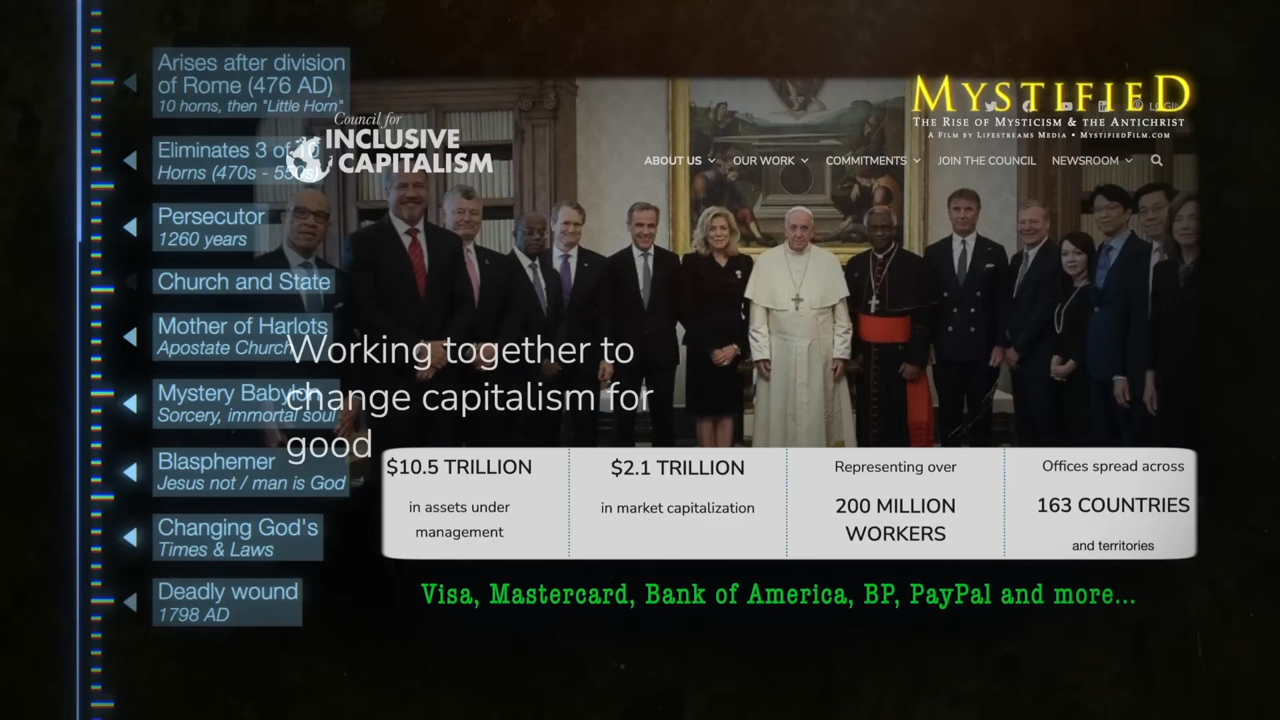 Arises after division
of Rome (476 AD)
10 horns, then "Little Horn"
Eliminates 3 of 10
Horns (470s - 550s)
Persecutor
1260 years
Church and State
Mother of Harlots
Apostate Church
Mystery Babylon
Sorcery, immortal soul
Blasphemer
Jesus not / man is God
Changing God's
Times & Laws
Deadly wound
1798 AD
MYSTIFIED
THE RISE OF MYSTICISM & THE ANTICHRIST
A FILM BY LIFESTREAMS MEDIA • MYSTIFIEDFILM.COM
LOGIN
Council for
INCLUSIVE
CAPITALISM
ABOUT US OUR WORK COMMITMENTS JOIN THE COUNCIL NEWSROOM
Working together to
change capitalism for
good
$10.5 TRILLION
in assets under
management
$2.1 TRILLION
in market capitalization
Representing over
200 MILLION
WORKERS
Offices spread across
163 COUNTRIES
and territories
Visa, Mastercard, Bank of America, BP, PayPal and more...